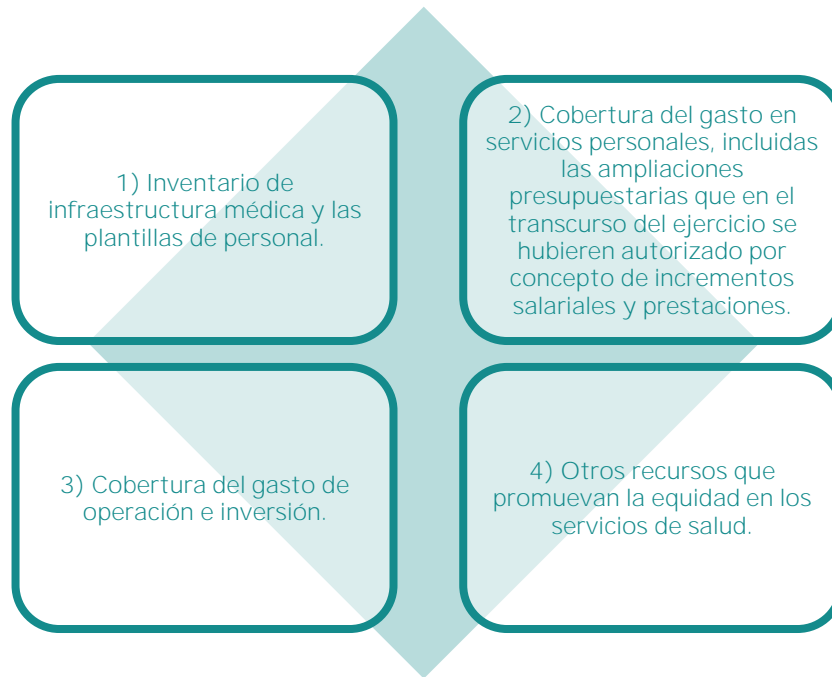 1) Inventario de
infraestructura médica y las
plantillas de personal.
2) Cobertura del gasto en
servicios personales, incluidas
las ampliaciones
presupuestarias que en el
transcurso del ejercicio se
hubieren autorizado por
concepto de incrementos
salariales y prestaciones.
3) Cobertura del gasto de
operación e inversión.
4) Otros recursos que
promuevan la equidad en los
servicios de salud.